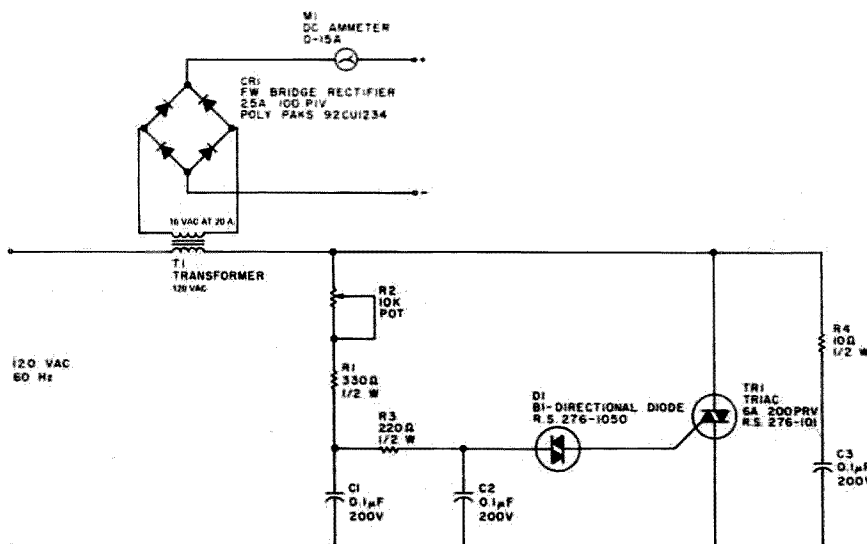 M1
DC AMMETER
0-15A
CR1
FW BRIDGE RECTIFIER
25A 100 PIV
POLY PAKS 92CU1234
16 VAC AT 20 A.
T1
TRANSFORMER
120 VAC
R2
10K
POT
120 VAC
60 Hz
R1
330Ω
1/2 W
R3
220Ω
1/2 W
D1
BI-DIRECTIONAL DIODE
R.S. 276-1050
TR1
TRIAC
6A 200PRV
R.S. 276-101
R4
10Ω
1/2 W
C1
0.1µF
200V
C2
0.1µF
200V
C3
0.1µF
200V